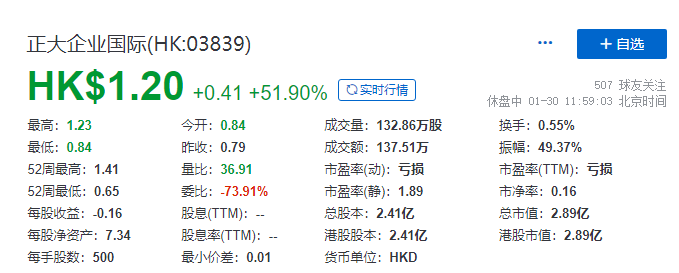 正大企业国际(HK:03839)
... + 自选
HK$1.20 +0.41 +51.90% 实时行情
507 球友关注
休盘中 01-30 11:59:03 北京时间
最高：1.23 今开：0.84 成交量：132.86万股 换手：0.55%
最低：0.84 昨收：0.79 成交额：137.51万 振幅：49.37%
52周最高：1.41 量比：36.91 市盈率(动)：亏损 市盈率(TTM)：亏损
52周最低：0.65 委比：-73.91% 市盈率(静)：1.89 市净率：0.16
每股收益：-0.16 股息(TTM)：-- 总股本：2.41亿 总市值：2.89亿
每股净资产：7.34 股息率(TTM)：-- 港股股本：2.41亿 港股市值：2.89亿
每手股数：500 最小价差：0.01 货币单位：HKD